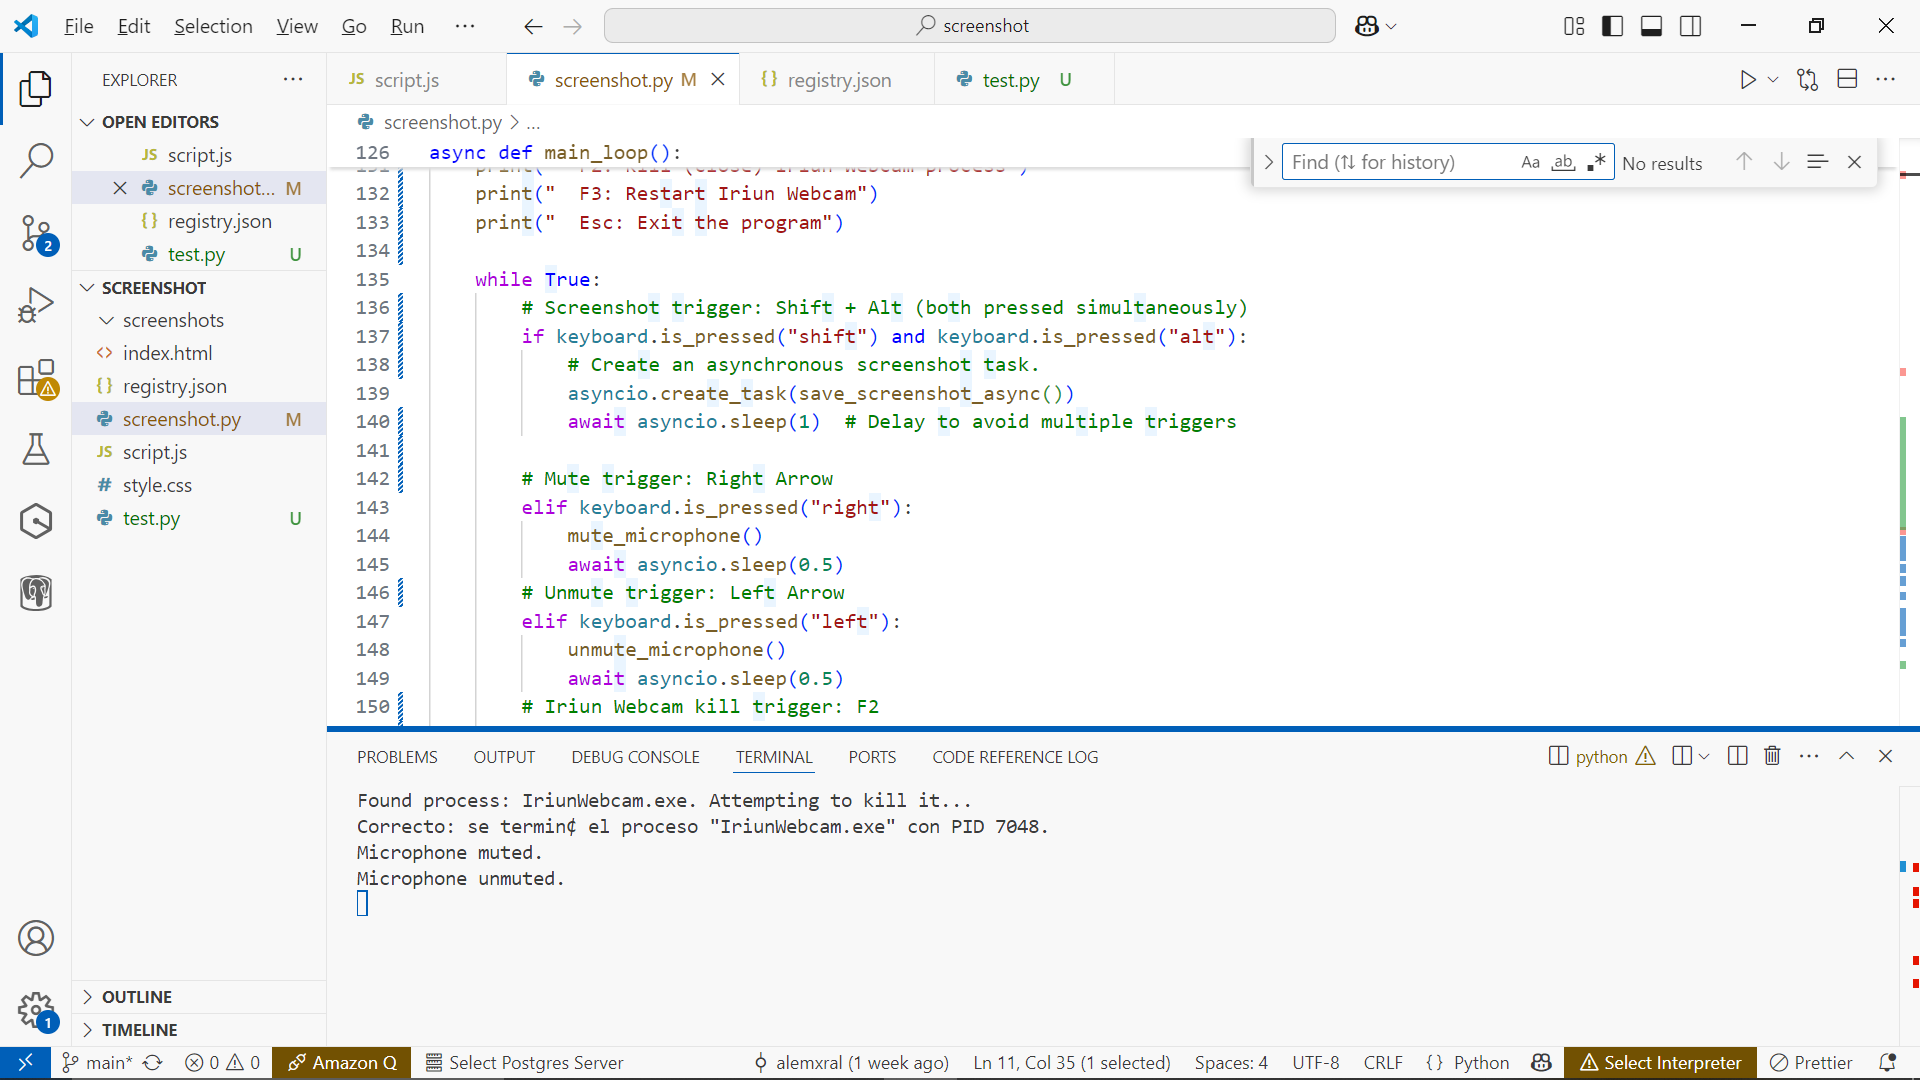 File Edit Selection View Go Run ··· screenshot
EXPLORER ···
OPEN EDITORS
JS script.js
screenshot... M
{} registry.json
test.py U
SCREENSHOT
screenshots
<> index.html
{} registry.json
screenshot.py M
JS script.js
# style.css
test.py U
OUTLINE
TIMELINE
2
1
JS script.js screenshot.py M {} registry.json test.py U
screenshot.py > ...
Find (⇅ for history) Aa ab .* No results
126 async def main_loop():
132 print("  F3: Restart Iriun Webcam")
133 print("  Esc: Exit the program")
134
135 while True:
136 # Screenshot trigger: Shift + Alt (both pressed simultaneously)
137 if keyboard.is_pressed("shift") and keyboard.is_pressed("alt"):
138 # Create an asynchronous screenshot task.
139 asyncio.create_task(save_screenshot_async())
140 await asyncio.sleep(1)  # Delay to avoid multiple triggers
141
142 # Mute trigger: Right Arrow
143 elif keyboard.is_pressed("right"):
144 mute_microphone()
145 await asyncio.sleep(0.5)
146 # Unmute trigger: Left Arrow
147 elif keyboard.is_pressed("left"):
148 unmute_microphone()
149 await asyncio.sleep(0.5)
150 # Iriun Webcam kill trigger: F2
PROBLEMS OUTPUT DEBUG CONSOLE TERMINAL PORTS CODE REFERENCE LOG python
Found process: IriunWebcam.exe. Attempting to kill it...
Correcto: se termin¢ el proceso "IriunWebcam.exe" con PID 7048.
Microphone muted.
Microphone unmuted.
main* 0 0 Amazon Q Select Postgres Server alemxral (1 week ago) Ln 11, Col 35 (1 selected) Spaces: 4 UTF-8 CRLF {} Python Select Interpreter Prettier